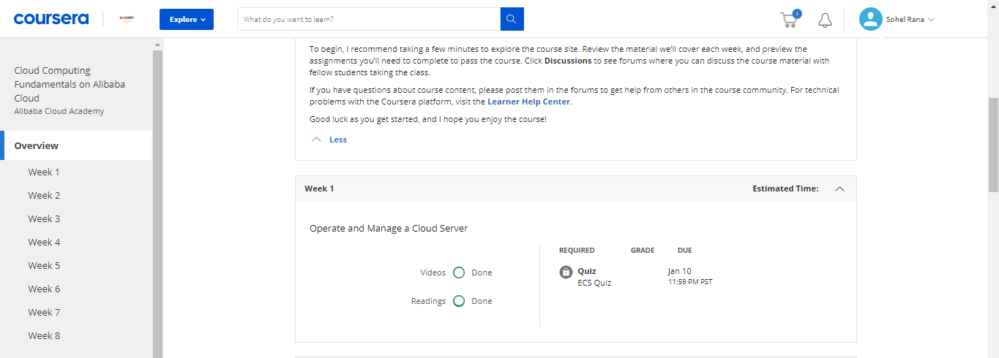 coursera
ACADEMY
Explore
What do you want to learn?
1
Sohel Rana
Cloud Computing
Fundamentals on Alibaba
Cloud
Alibaba Cloud Academy
Overview
Week 1
Week 2
Week 3
Week 4
Week 5
Week 6
Week 7
Week 8
To begin, I recommend taking a few minutes to explore the course site. Review the material we'll cover each week, and preview the
assignments you'll need to complete to pass the course. Click Discussions to see forums where you can discuss the course material with
fellow students taking the class.
If you have questions about course content, please post them in the forums to get help from others in the course community. For technical
problems with the Coursera platform, visit the Learner Help Center.
Good luck as you get started, and I hope you enjoy the course!
Less
Week 1 Estimated Time:
Operate and Manage a Cloud Server
Videos Done
Readings Done
REQUIRED GRADE DUE
Quiz Jan 10
ECS Quiz 11:59 PM PST